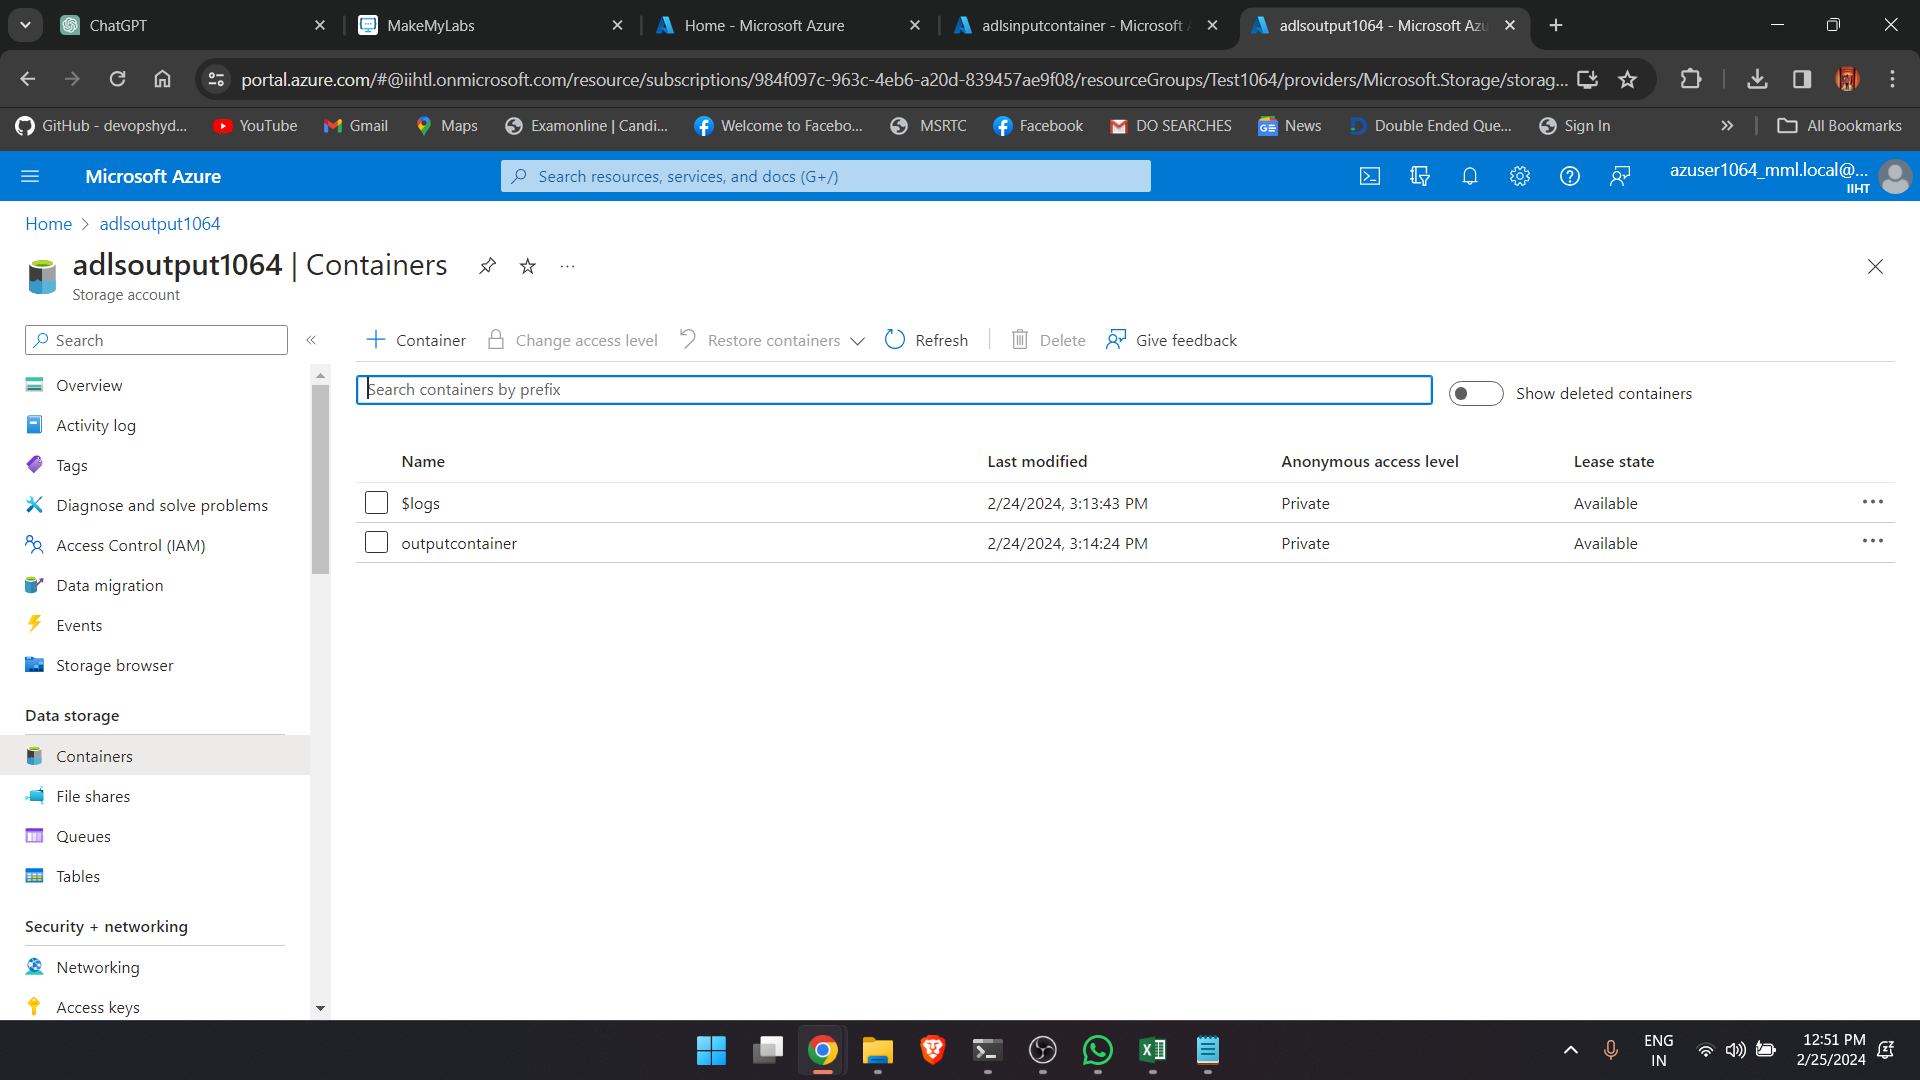 ChatGPT
MakeMyLabs
Home - Microsoft Azure
adlsinputcontainer - Microsoft A
adlsoutput1064 - Microsoft Azu
portal.azure.com/#@iihtl.onmicrosoft.com/resource/subscriptions/984f097c-963c-4eb6-a20d-839457ae9f08/resourceGroups/Test1064/providers/Microsoft.Storage/storag...
GitHub - devopshyd...
YouTube
Gmail
Maps
Examonline | Candi...
Welcome to Facebo...
MSRTC
Facebook
DO SEARCHES
News
Double Ended Que...
Sign In
All Bookmarks
Microsoft Azure
Search resources, services, and docs (G+/)
azuser1064_mml.local@...
IIHT
Home > adlsoutput1064
adlsoutput1064 | Containers
Storage account
Search
Container
Change access level
Restore containers
Refresh
Delete
Give feedback
Search containers by prefix
Show deleted containers
Name Last modified Anonymous access level Lease state
$logs 2/24/2024, 3:13:43 PM Private Available
outputcontainer 2/24/2024, 3:14:24 PM Private Available
Overview
Activity log
Tags
Diagnose and solve problems
Access Control (IAM)
Data migration
Events
Storage browser
Data storage
Containers
File shares
Queues
Tables
Security + networking
Networking
Access keys
ENG
IN
12:51 PM
2/25/2024